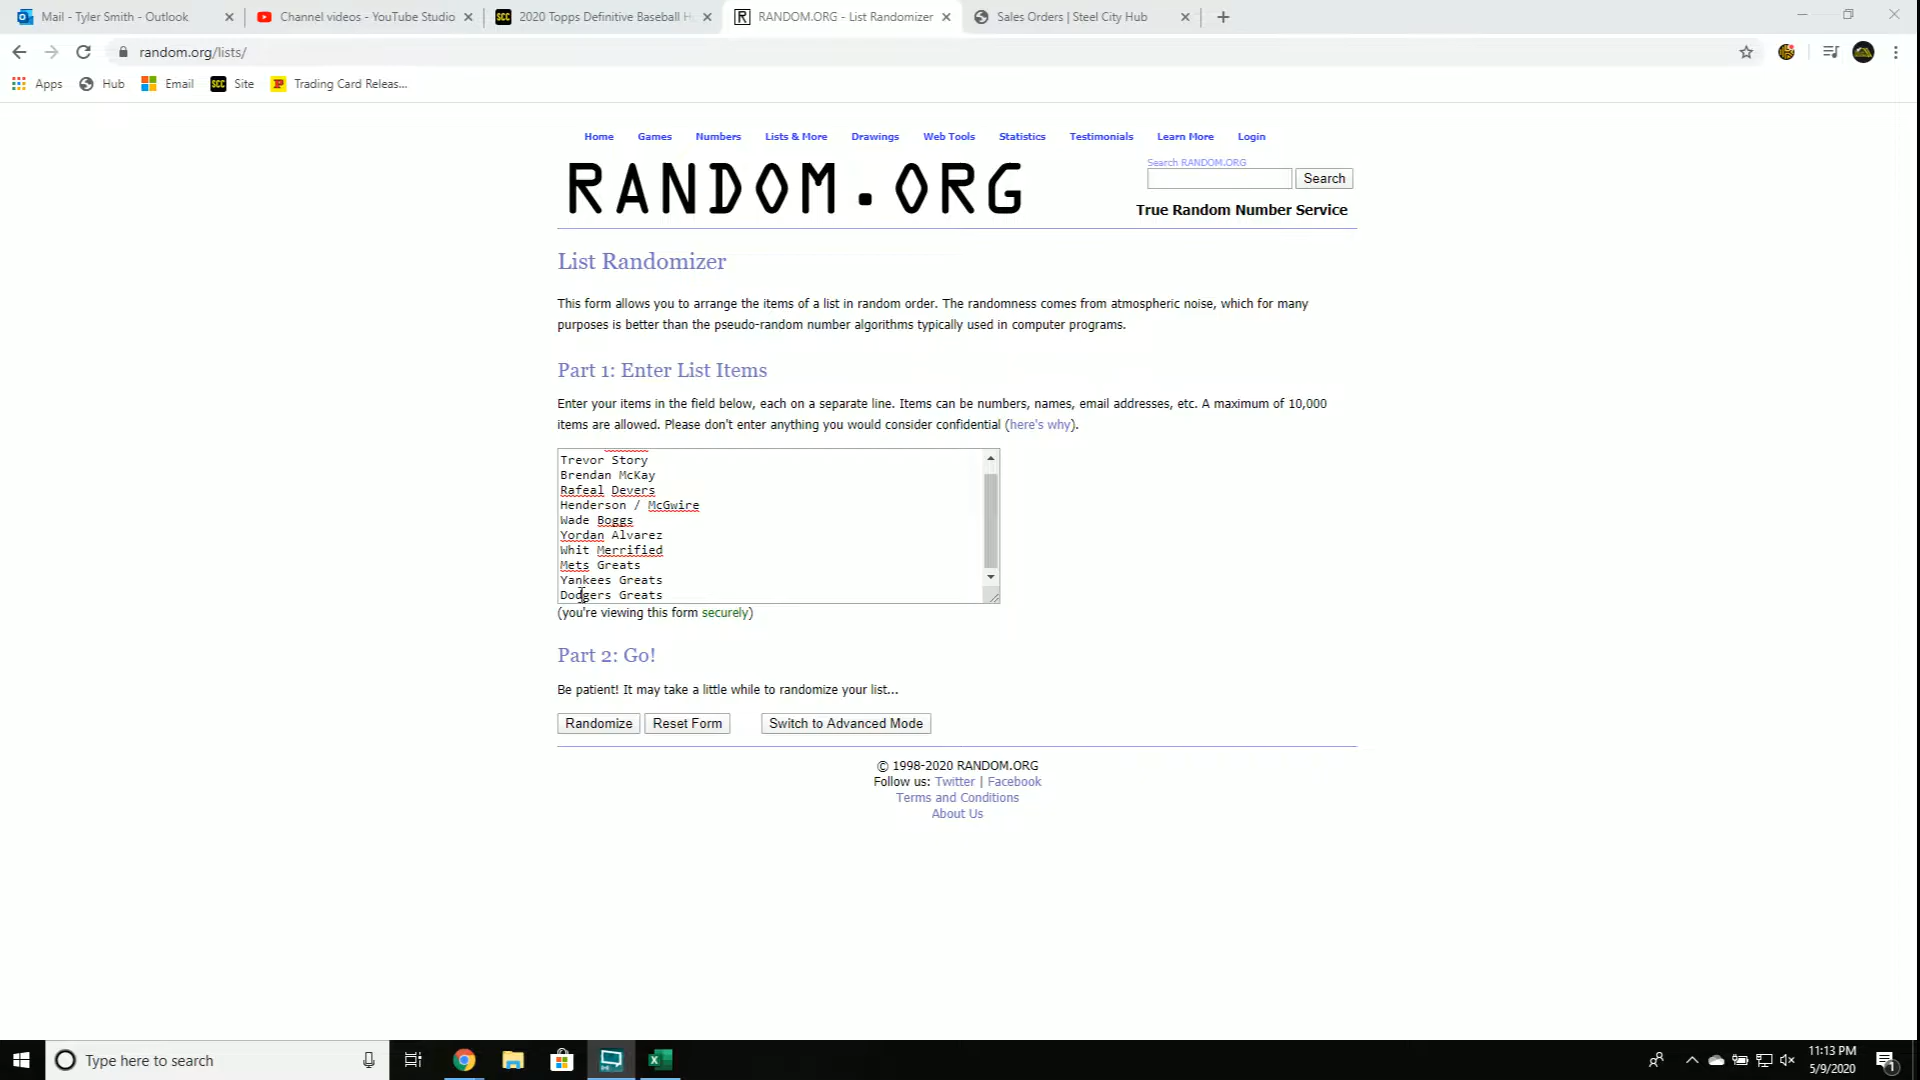 Mail - Tyler Smith - Outlook
Channel videos - YouTube Studio
SCC 2020 Topps Definitive Baseball H
R RANDOM.ORG - List Randomizer
Sales Orders | Steel City Hub
random.org/lists/
Apps
Hub
Email
SCC Site
Trading Card Releas...
Home Games Numbers Lists & More Drawings Web Tools Statistics Testimonials Learn More Login
RANDOM.ORG
Search RANDOM.ORG
Search
True Random Number Service
List Randomizer
This form allows you to arrange the items of a list in random order. The randomness comes from atmospheric noise, which for many
purposes is better than the pseudo-random number algorithms typically used in computer programs.
Part 1: Enter List Items
Enter your items in the field below, each on a separate line. Items can be numbers, names, email addresses, etc. A maximum of 10,000
items are allowed. Please don't enter anything you would consider confidential (here's why).
Trevor Story
Brendan McKay
Rafeal Devers
Henderson / McGwire
Wade Boggs
Yordan Alvarez
Whit Merrified
Mets Greats
Yankees Greats
Dodgers Greats
(you're viewing this form securely)
Part 2: Go!
Be patient! It may take a little while to randomize your list...
Randomize Reset Form Switch to Advanced Mode
© 1998-2020 RANDOM.ORG
Follow us: Twitter | Facebook
Terms and Conditions
About Us
Type here to search
11:13 PM
5/9/2020
1